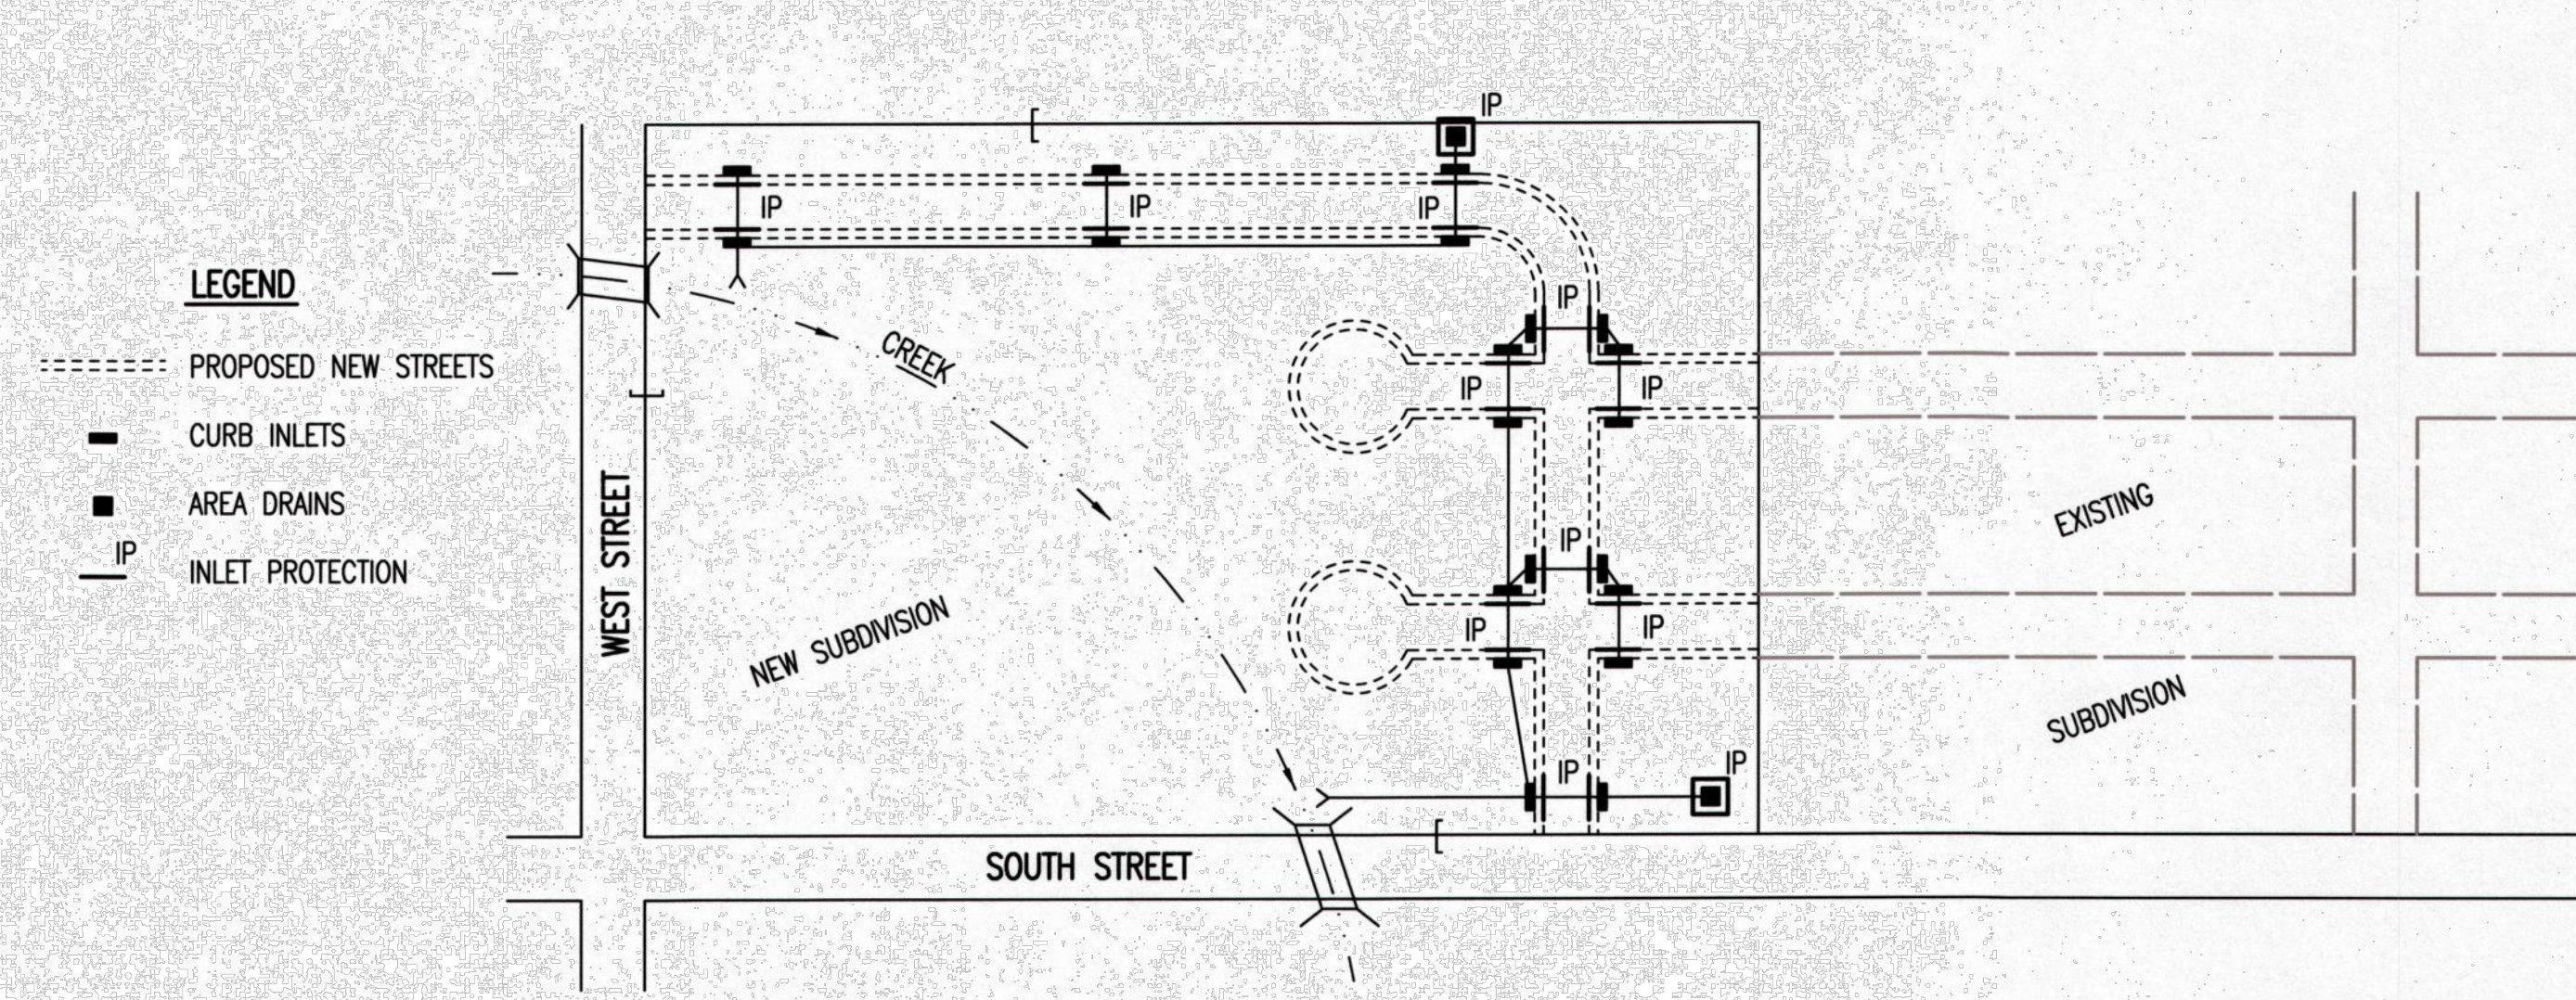 IP
IP
IP
IP
LEGEND
PROPOSED NEW STREETS
CURB INLETS
AREA DRAINS
IP
INLET PROTECTION
WEST STREET
CREEK
NEW SUBDIVISION
IP
IP
IP
IP
IP
IP
IP
IP
SOUTH STREET
EXISTING
SUBDIVISION